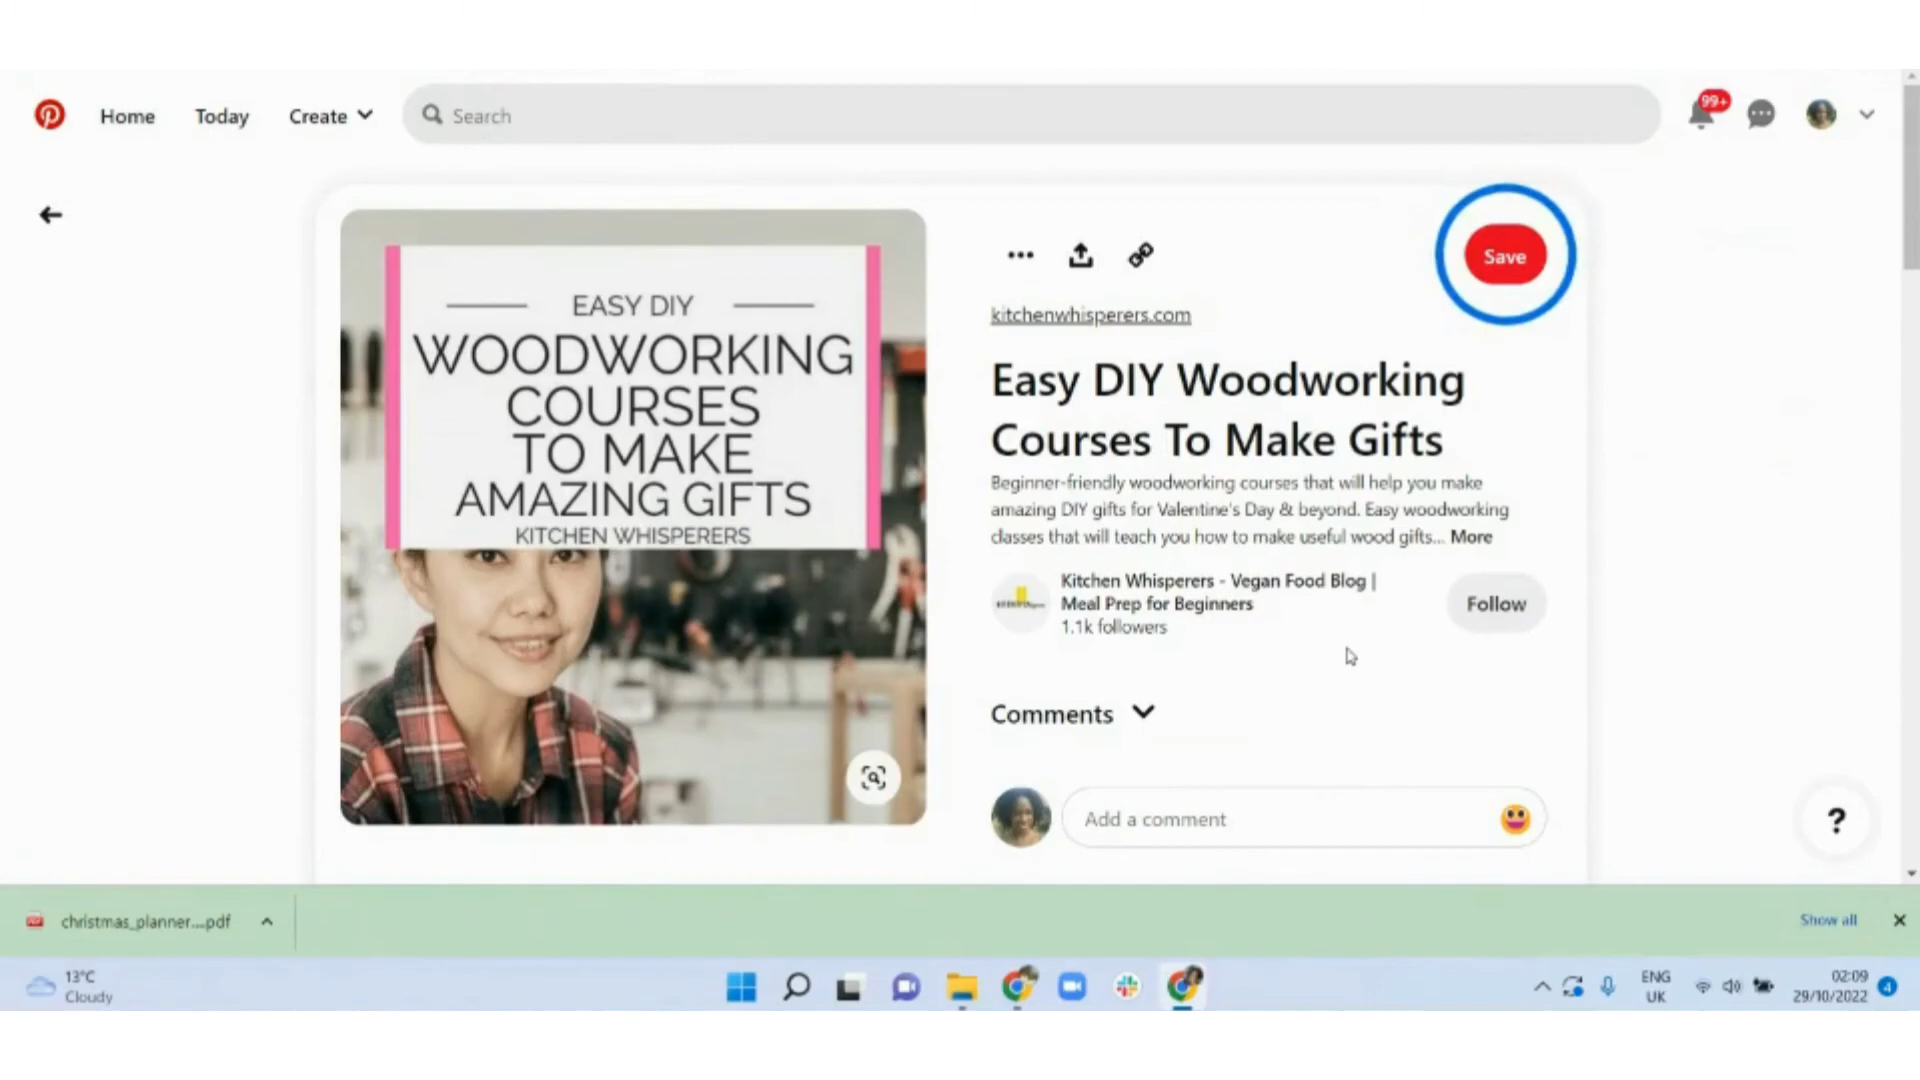 Home
Today
Create
Search
99+
Save
kitchenwhisperers.com
EASY DIY
WOODWORKING
COURSES
TO MAKE
AMAZING GIFTS
KITCHEN WHISPERERS
Easy DIY Woodworking
Courses To Make Gifts
Beginner-friendly woodworking courses that will help you make
amazing DIY gifts for Valentine's Day & beyond. Easy woodworking
classes that will teach you how to make useful wood gifts... More
Kitchen Whisperers - Vegan Food Blog |
Meal Prep for Beginners
1.1k followers
Follow
Comments
Add a comment
?
christmas_planner....pdf
Show all
13°C
Cloudy
ENG
UK
02:09
29/10/2022
4